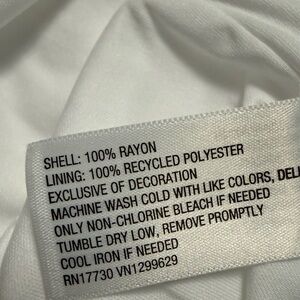 SHELL: 100% RAYON
LINING: 100% RECYCLED POLYESTER
EXCLUSIVE OF DECORATION
MACHINE WASH COLD WITH LIKE COLORS, DELI
ONLY NON-CHLORINE BLEACH IF NEEDED
TUMBLE DRY LOW, REMOVE PROMPTLY
COOL IRON IF NEEDED
RN17730 VN1299629